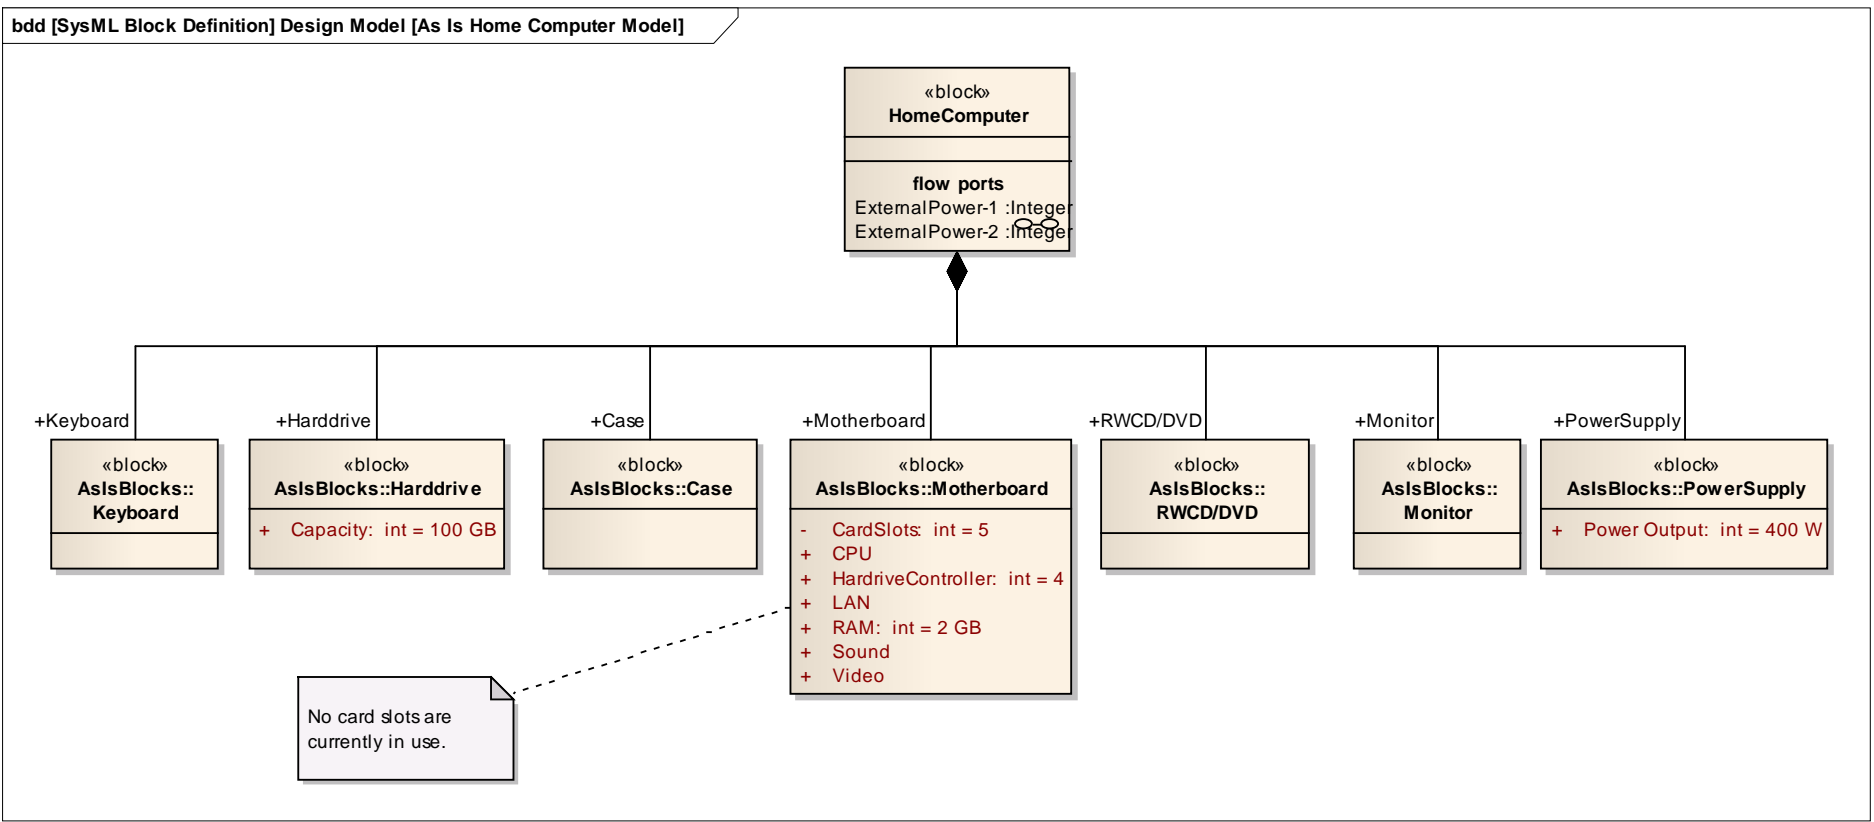 bdd [SysML Block Definition] Design Model [As Is Home Computer Model]
«block»
HomeComputer
flow ports
ExternalPower-1 :Integer
ExternalPower-2 :Integer
+Keyboard
+Harddrive
+Case
+Motherboard
+RWCD/DVD
+Monitor
+PowerSupply
«block»
AsIsBlocks::
Keyboard
«block»
AsIsBlocks::Harddrive
+ Capacity: int = 100 GB
«block»
AsIsBlocks::Case
«block»
AsIsBlocks::Motherboard
- CardSlots: int = 5
+ CPU
+ HardriveController: int = 4
+ LAN
+ RAM: int = 2 GB
+ Sound
+ Video
«block»
AsIsBlocks::
RWCD/DVD
«block»
AsIsBlocks::
Monitor
«block»
AsIsBlocks::PowerSupply
+ Power Output: int = 400 W
No card slots are
currently in use.